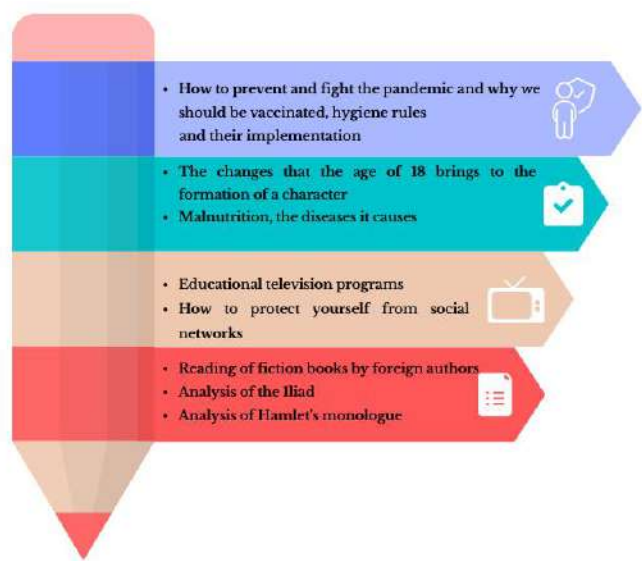 • How to prevent and fight the pandemic and why we
should be vaccinated, hygiene rules
and their implementation
• The changes that the age of 18 brings to the
formation of a character
• Malnutrition, the diseases it causes
• Educational television programs
• How to protect yourself from social
networks
• Reading of fiction books by foreign authors
• Analysis of the Iliad
• Analysis of Hamlet's monologue